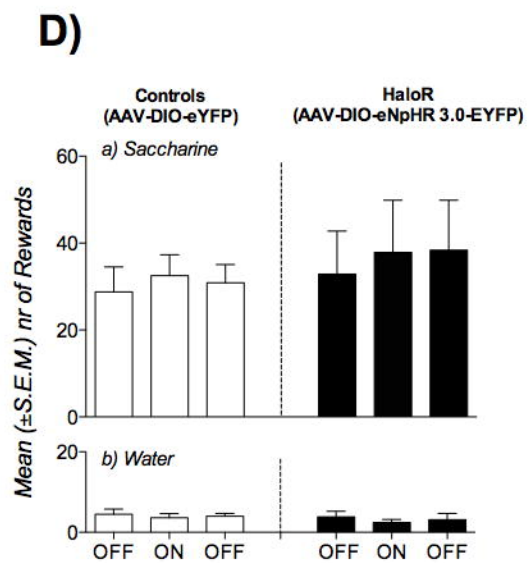 D)
Controls
(AAV-DIO-eYFP)
HaloR
(AAV-DIO-eNpHR 3.0-EYFP)
Mean (±S.E.M.) nr of Rewards
a) Saccharine
60
40
20
0
b) Water
20
0
OFF ON OFF OFF ON OFF